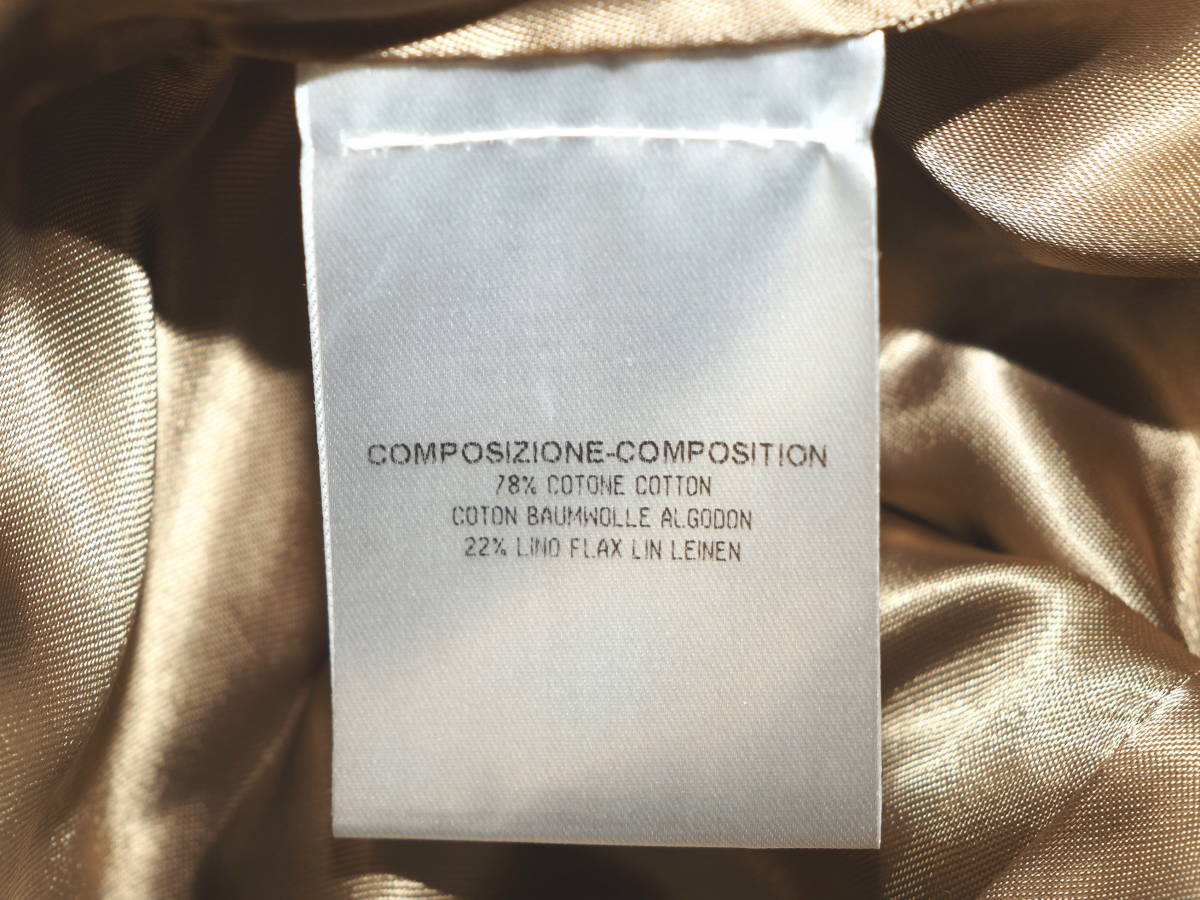 COMPOSIZIONE-COMPOSITION
78% COTONE COTTON
COTON BAUMWOLLE ALGODON
22% LINO FLAX LIN LEINEN